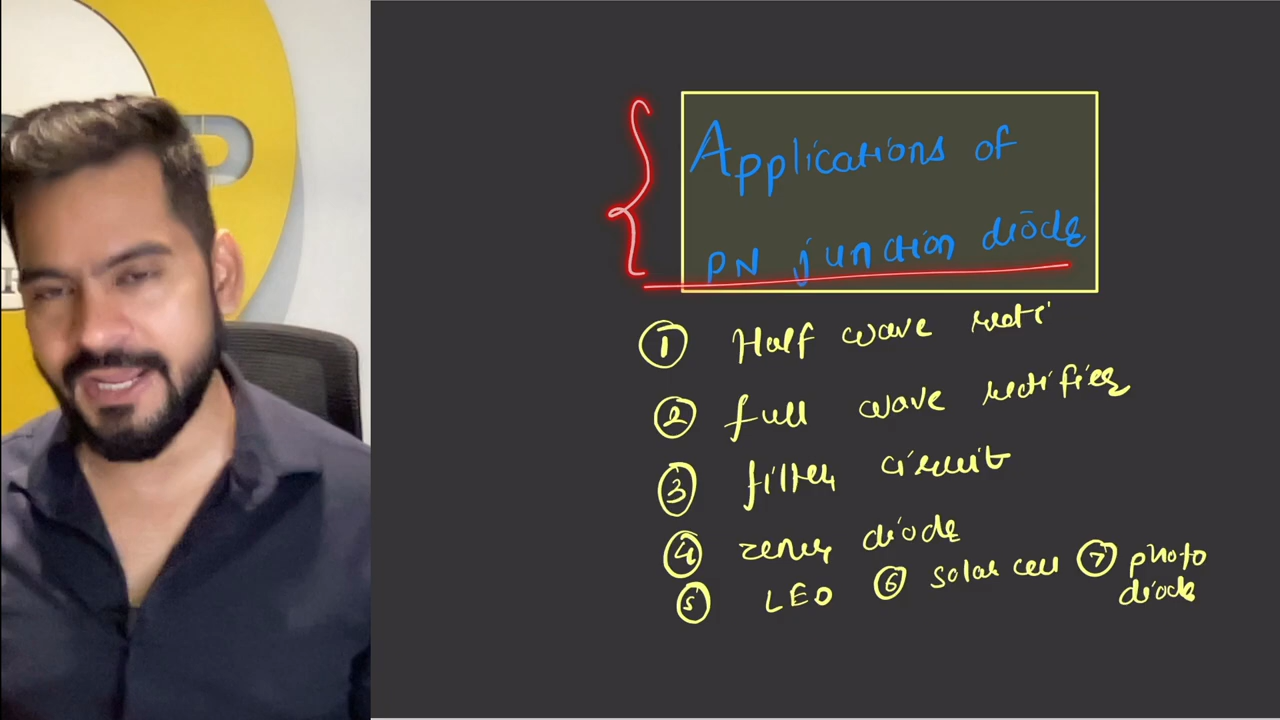 P
R
Applications of
PN junction diode
1 Half wave recti
2 full wave rectifier
3 filter circuit
4 zener diode
5 LED 6 solar cell 7 photo
diode